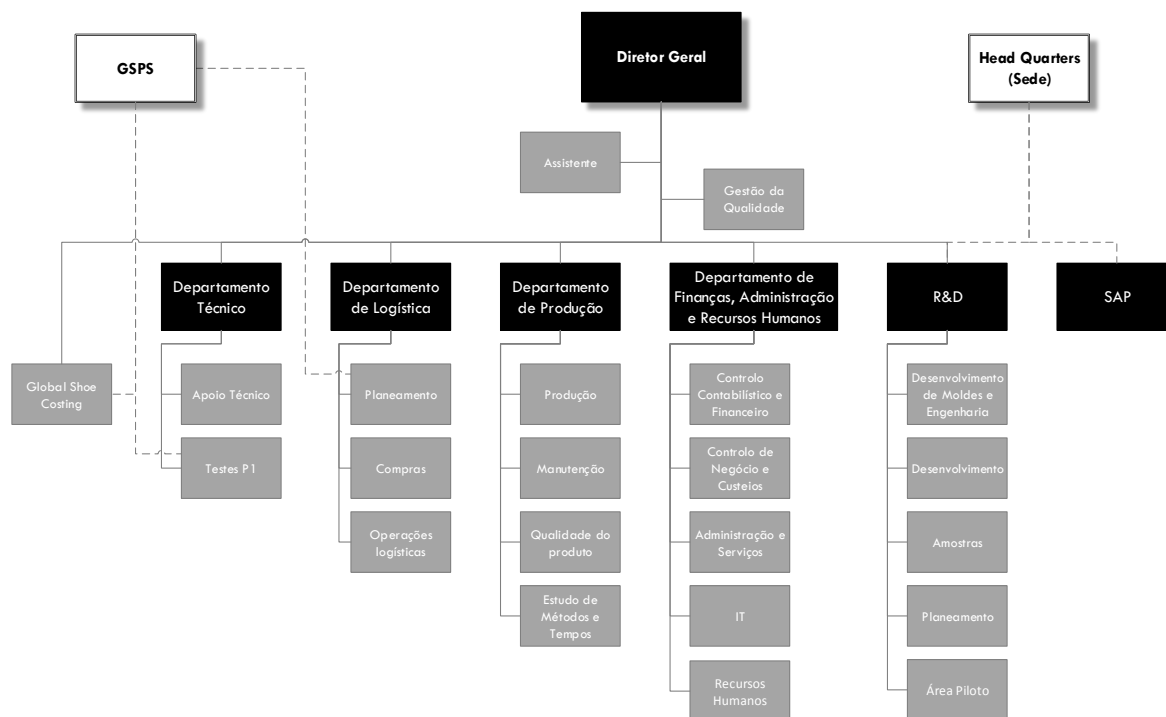 GSPS
Diretor Geral
Head Quarters
(Sede)
Assistente
Gestão da
Qualidade
Departamento
Técnico
Departamento
de Logística
Departamento
de Produção
Departamento de
Finanças, Administração
e Recursos Humanos
R&D
SAP
Global Shoe
Costing
Apoio Técnico
Testes P1
Planeamento
Compras
Operações
logísticas
Produção
Manutenção
Qualidade do
produto
Estudo de
Métodos e
Tempos
Controlo
Contabilístico e
Financeiro
Controlo de
Negócio e
Custeios
Administração e
Serviços
IT
Recursos
Humanos
Desenvolvimento
de Moldes e
Engenharia
Desenvolvimento
Amostras
Planeamento
Área Piloto